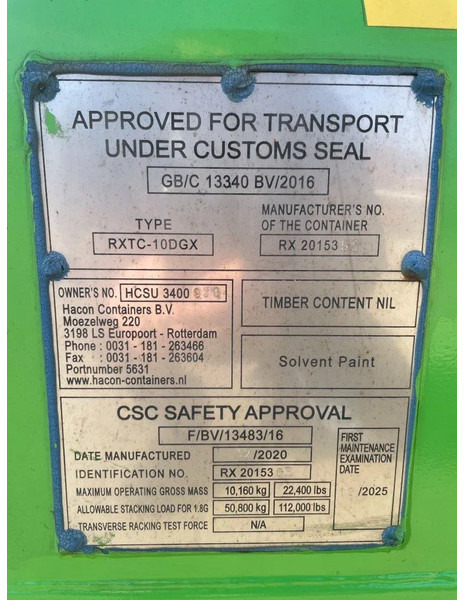 APPROVED FOR TRANSPORT
UNDER CUSTOMS SEAL
GB/C 13340 BV/2016
TYPE
RXTC-10DGX
MANUFACTURER'S NO.
OF THE CONTAINER
RX 20153
OWNER'S NO. HCSU 3400
Hacon Containers B.V.
Moezelweg 220
3198 LS Europoort - Rotterdam
Phone : 0031 - 181 - 263466
Fax : 0031 - 181 - 263604
Portnumber 5631
www.hacon-containers.nl
TIMBER CONTENT NIL
Solvent Paint
CSC SAFETY APPROVAL
F/BV/13483/16
DATE MANUFACTURED /2020
IDENTIFICATION NO. RX 20153
MAXIMUM OPERATING GROSS MASS 10,160 kg 22,400 lbs
ALLOWABLE STACKING LOAD FOR 1.8G 50,800 kg 112,000 lbs
TRANSVERSE RACKING TEST FORCE N/A
FIRST
MAINTENANCE
EXAMINATION
DATE
/2025